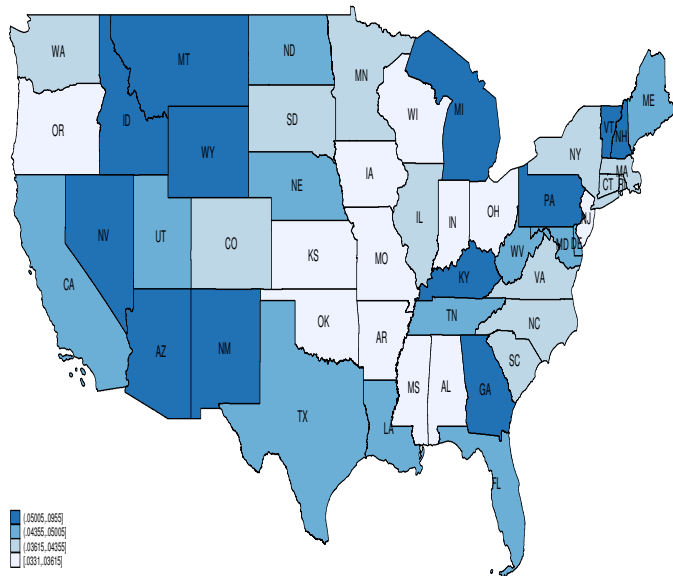 WA
MT
ND
MN
ME
ID
SD
WI
MI
VT
NH
OR
WY
NY
MA
IA
NE
CT
RI
PA
NV
UT
CO
IL
IN
OH
NJ
KS
MO
WV
MD
DE
CA
KY
VA
OK
TN
NC
AZ
NM
AR
SC
MS
AL
GA
TX
LA
FL
(.05005,.0955]
(.04355,.05005]
(.03615,.04355]
[.0331,.03615]